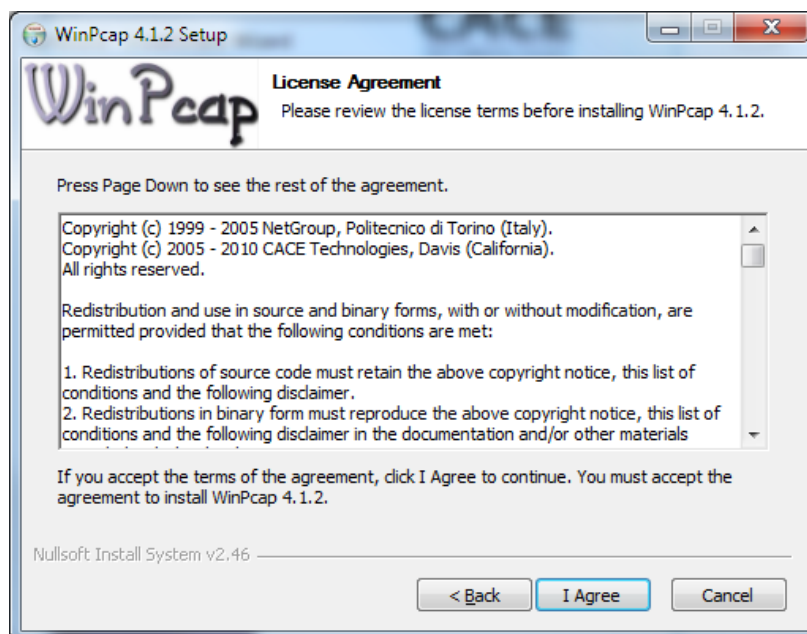 WinPcap 4.1.2 Setup
CACE
WinPcap
License Agreement
Please review the license terms before installing WinPcap 4.1.2.
Press Page Down to see the rest of the agreement.
Copyright (c) 1999 - 2005 NetGroup, Politecnico di Torino (Italy).
Copyright (c) 2005 - 2010 CACE Technologies, Davis (California).
All rights reserved.
Redistribution and use in source and binary forms, with or without modification, are
permitted provided that the following conditions are met:
1. Redistributions of source code must retain the above copyright notice, this list of
conditions and the following disclaimer.
2. Redistributions in binary form must reproduce the above copyright notice, this list of
conditions and the following disclaimer in the documentation and/or other materials
If you accept the terms of the agreement, click I Agree to continue. You must accept the
agreement to install WinPcap 4.1.2.
Nullsoft Install System v2.46
< Back
I Agree
Cancel